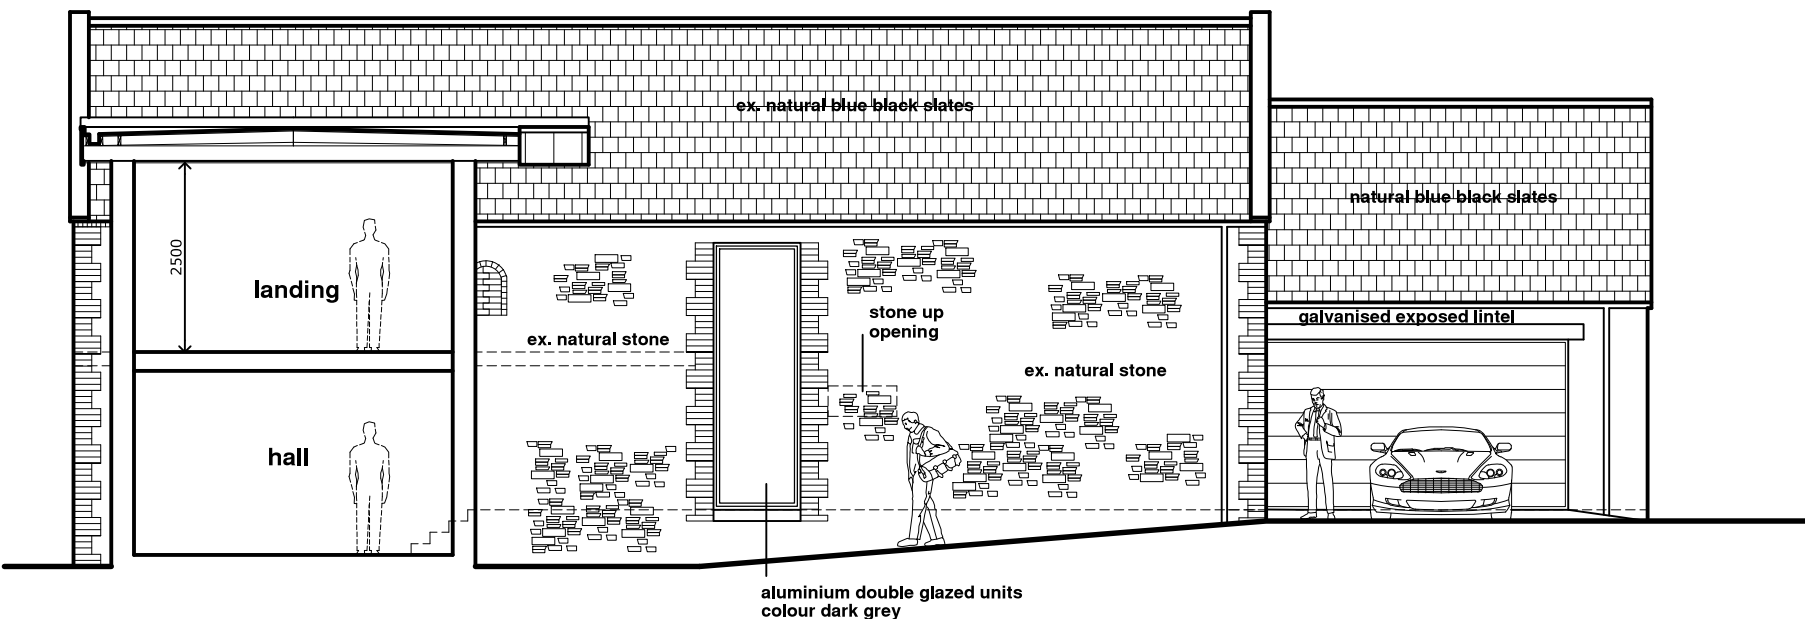 ex. natural blue black slates
natural blue black slates
2500
landing
stone up
opening
galvanised exposed lintel
ex. natural stone
ex. natural stone
hall
aluminium double glazed units
colour dark grey